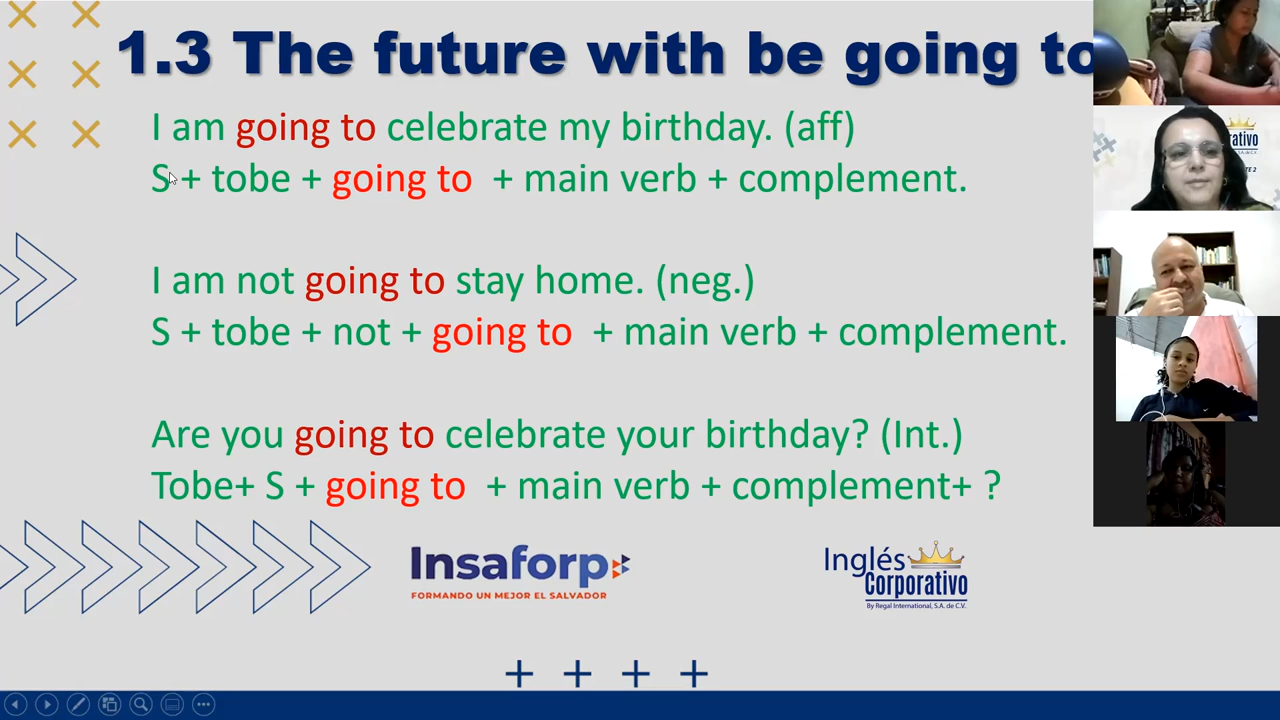 1.3 The future with be going to
I am going to celebrate my birthday. (aff)
S + tobe + going to + main verb + complement.
I am not going to stay home. (neg.)
S + tobe + not + going to + main verb + complement.
Are you going to celebrate your birthday? (Int.)
Tobe+ S + going to + main verb + complement+ ?
Insaforp
FORMANDO UN MEJOR EL SALVADOR
Inglés
Corporativo
By Regal International, S.A. de C.V.
rativo